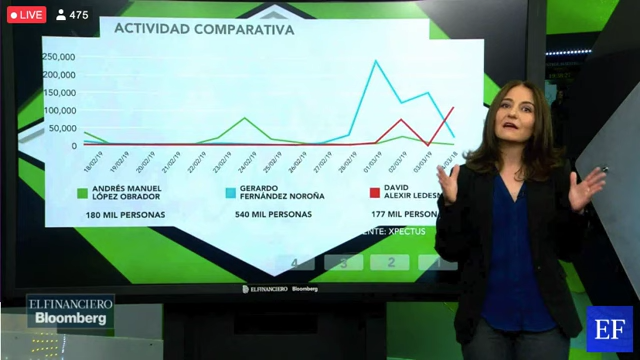 LIVE 475
ACTIVIDAD COMPARATIVA
250,000
200,000
150,000
100,000
50,000
0
18/02/19 19/02/19 20/02/19 21/02/19 22/02/19 23/02/19 24/02/19 25/02/19 26/02/19 27/02/19 28/02/19 01/03/19 02/03/19 03/03/19
ANDRÉS MANUEL LÓPEZ OBRADOR
180 MIL PERSONAS
GERARDO FERNÁNDEZ NOROÑA
540 MIL PERSONAS
DAVID ALEXIR
177 MIL
XPECTUS
4 3 2 1
EL FINANCIERO Bloomberg
EL FINANCIERO
Bloomberg
EF